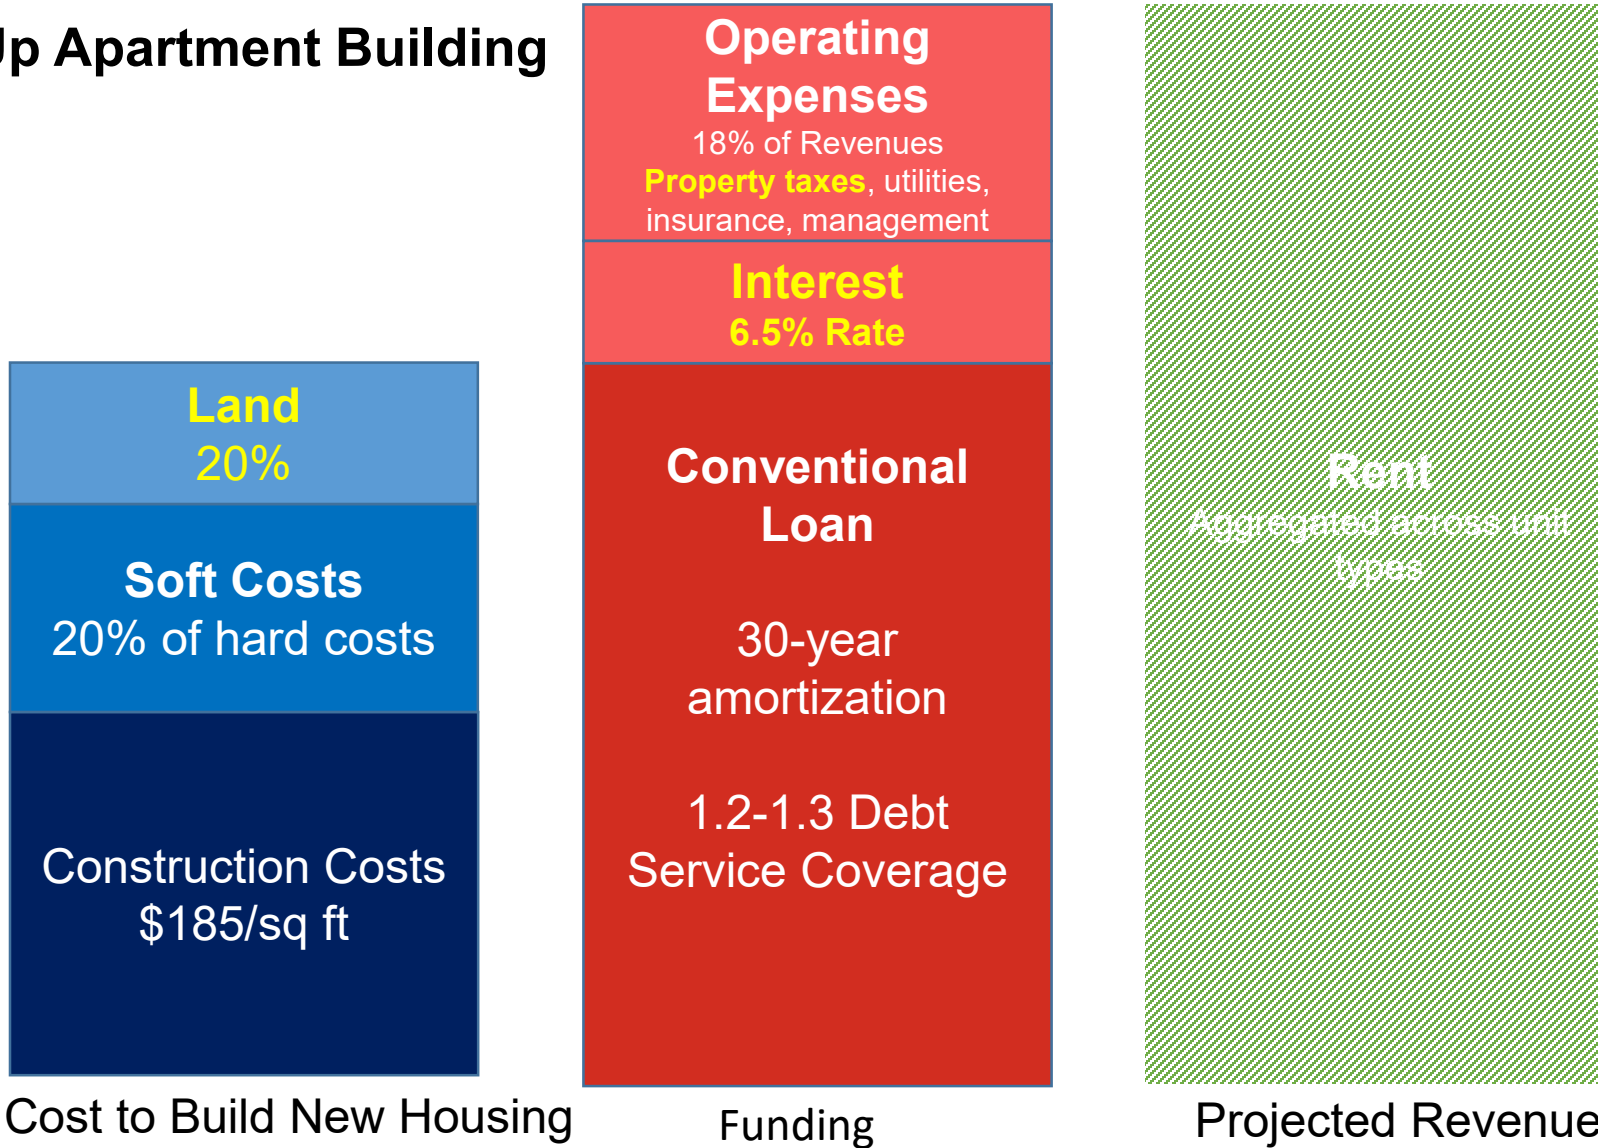 Up Apartment Building
Operating
Expenses
18% of Revenues
Property taxes, utilities,
insurance, management
Interest
6.5% Rate
Land
20%
Soft Costs
20% of hard costs
Construction Costs
$185/sq ft
Conventional
Loan
30-year
amortization
1.2-1.3 Debt
Service Coverage
Rent
Aggregated across unit
types
Cost to Build New Housing
Funding
Projected Revenue